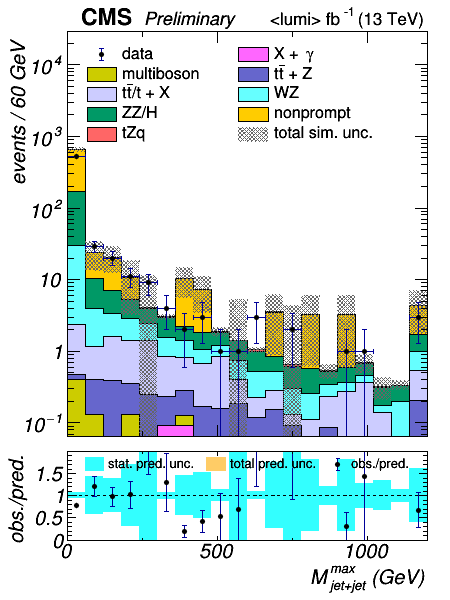 CMS Preliminary <lumi> fb⁻¹ (13 TeV)
events / 60 GeV
10⁴
10³
10²
10
1
10⁻¹
data
X + γ
multiboson
tt̄ + Z
tt̄/t + X
WZ
ZZ/H
nonprompt
tZq
total sim. unc.
obs./pred.
1.5
1
0.5
0
stat. pred. unc.
total pred. unc.
obs./pred.
0 500 1000
M^max_jet+jet (GeV)